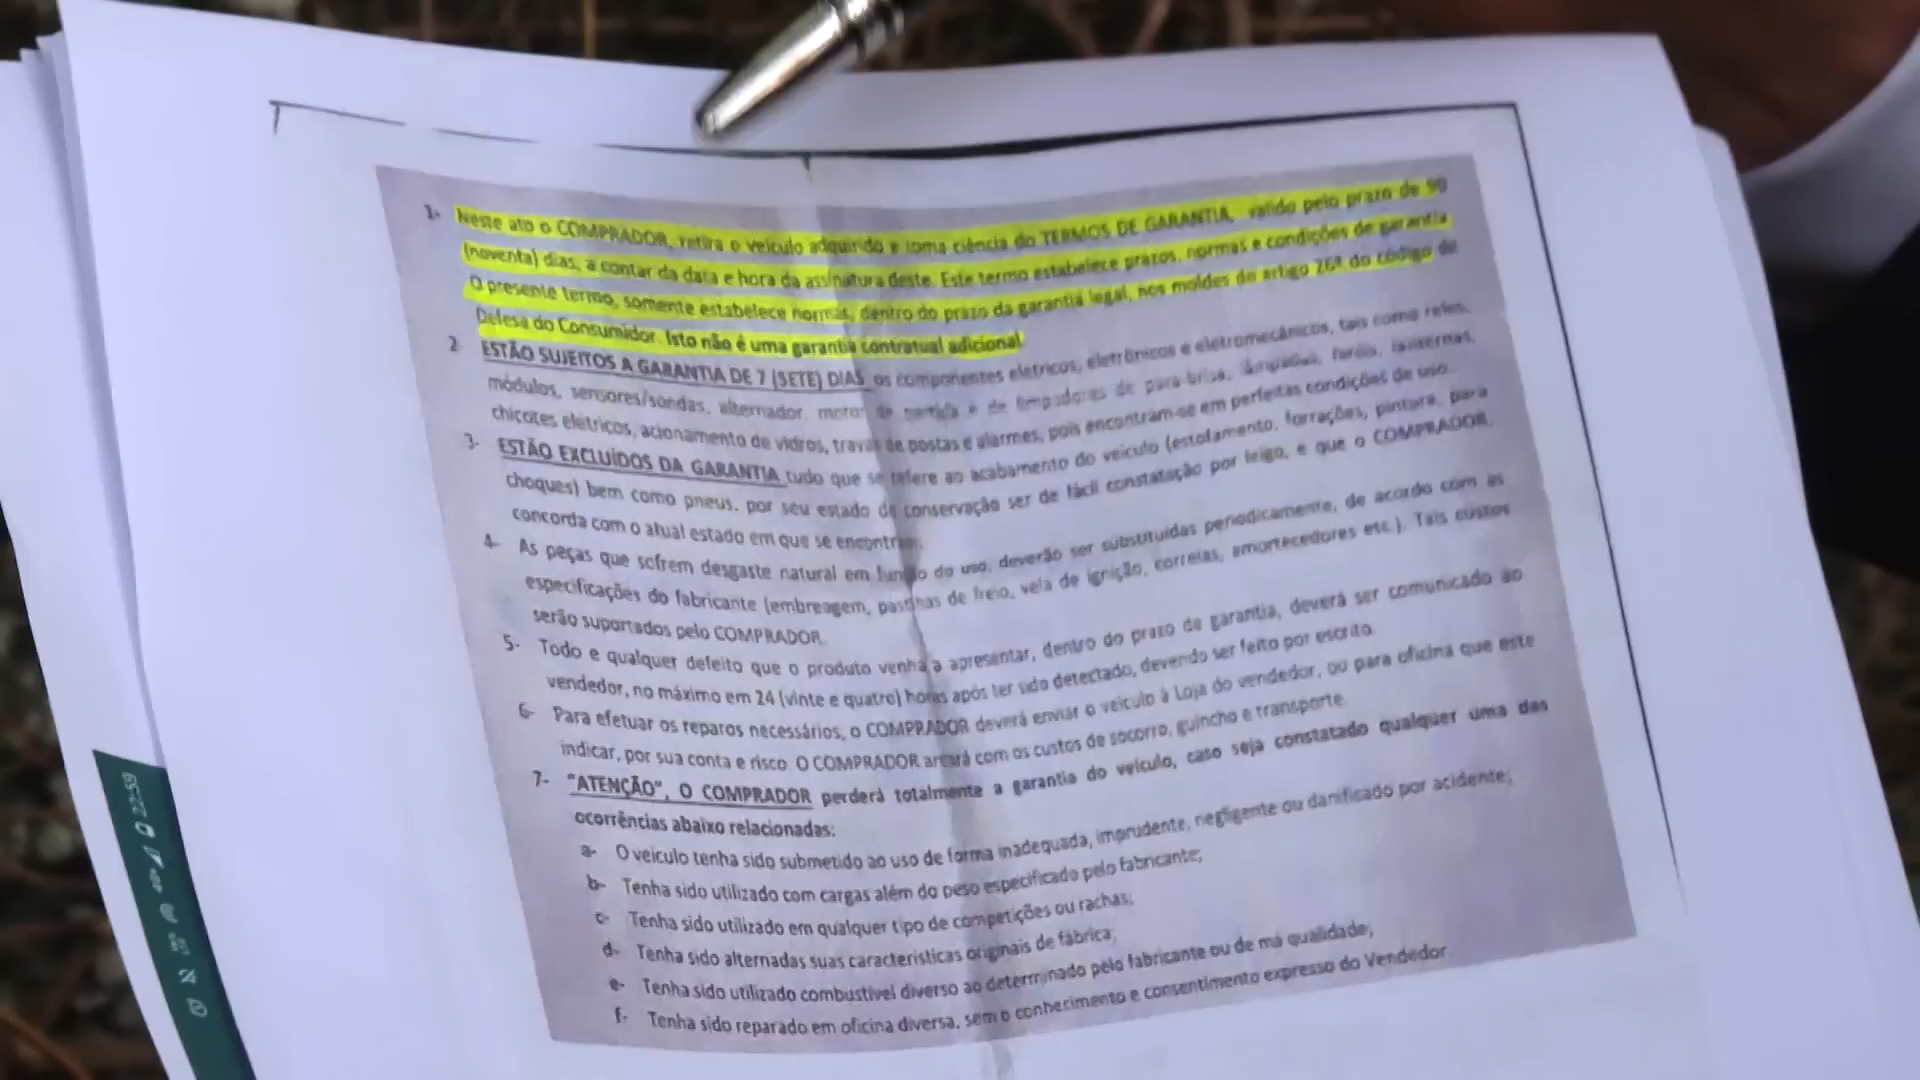 1- Neste ato o COMPRADOR, retira o veículo adquirido e toma ciência do TERMOS DE GARANTIA, valido pelo prazo de 90
(noventa) dias, a contar da data e hora da assinatura deste. Este termo estabelece prazos, normas e condições de garantia
O presente termo, somente estabelece normas, dentro do prazo da garantia legal, nos moldes do artigo 26º do código de
Defesa do Consumidor. Isto não é uma garantia contratual adicional.
2- ESTÃO SUJEITOS A GARANTIA DE 7 (SETE) DIAS os componentes elétricos, eletrônicos e eletromecânicos, tais como relês,
módulos, sensores/sondas, alternador, motor de partida e de limpadores de para-brisa, lâmpadas, faróis, lanternas,
chicotes elétricos, acionamento de vidros, travas de postas e alarmes, pois encontram-se em perfeitas condições de uso.
3- ESTÃO EXCLUÍDOS DA GARANTIA tudo que se refere ao acabamento do veículo (estofamento, forrações, pintura, para
choques) bem como pneus, por seu estado de conservação ser de fácil constatação por leigo, e que o COMPRADOR,
concorda com o atual estado em que se encontram.
4- As peças que sofrem desgaste natural em função do uso, deverão ser substituídas periodicamente, de acordo com as
especificações do fabricante (embreagem, pastilhas de freio, vela de ignição, correias, amortecedores etc.). Tais custos
serão suportados pelo COMPRADOR.
5- Todo e qualquer defeito que o produto venha a apresentar, dentro do prazo da garantia, deverá ser comunicado ao
vendedor, no máximo em 24 (vinte e quatro) horas após ter sido detectado, devendo ser feito por escrito.
6- Para efetuar os reparos necessários, o COMPRADOR deverá enviar o veículo à Loja do vendedor, ou para oficina que este
indicar, por sua conta e risco. O COMPRADOR arcará com os custos de socorro, guincho e transporte.
7- "ATENÇÃO", O COMPRADOR perderá totalmente a garantia do veículo, caso seja constatado qualquer uma das
ocorrências abaixo relacionadas:
a- O veículo tenha sido submetido ao uso de forma inadequada, imprudente, negligente ou danificado por acidente;
b- Tenha sido utilizado com cargas além do peso especificado pelo fabricante;
c- Tenha sido utilizado em qualquer tipo de competições ou rachas;
d- Tenha sido alternadas suas características originais de fábrica;
e- Tenha sido utilizado combustível diverso ao determinado pelo fabricante ou de má qualidade;
f- Tenha sido reparado em oficina diversa, sem o conhecimento e consentimento expresso do Vendedor